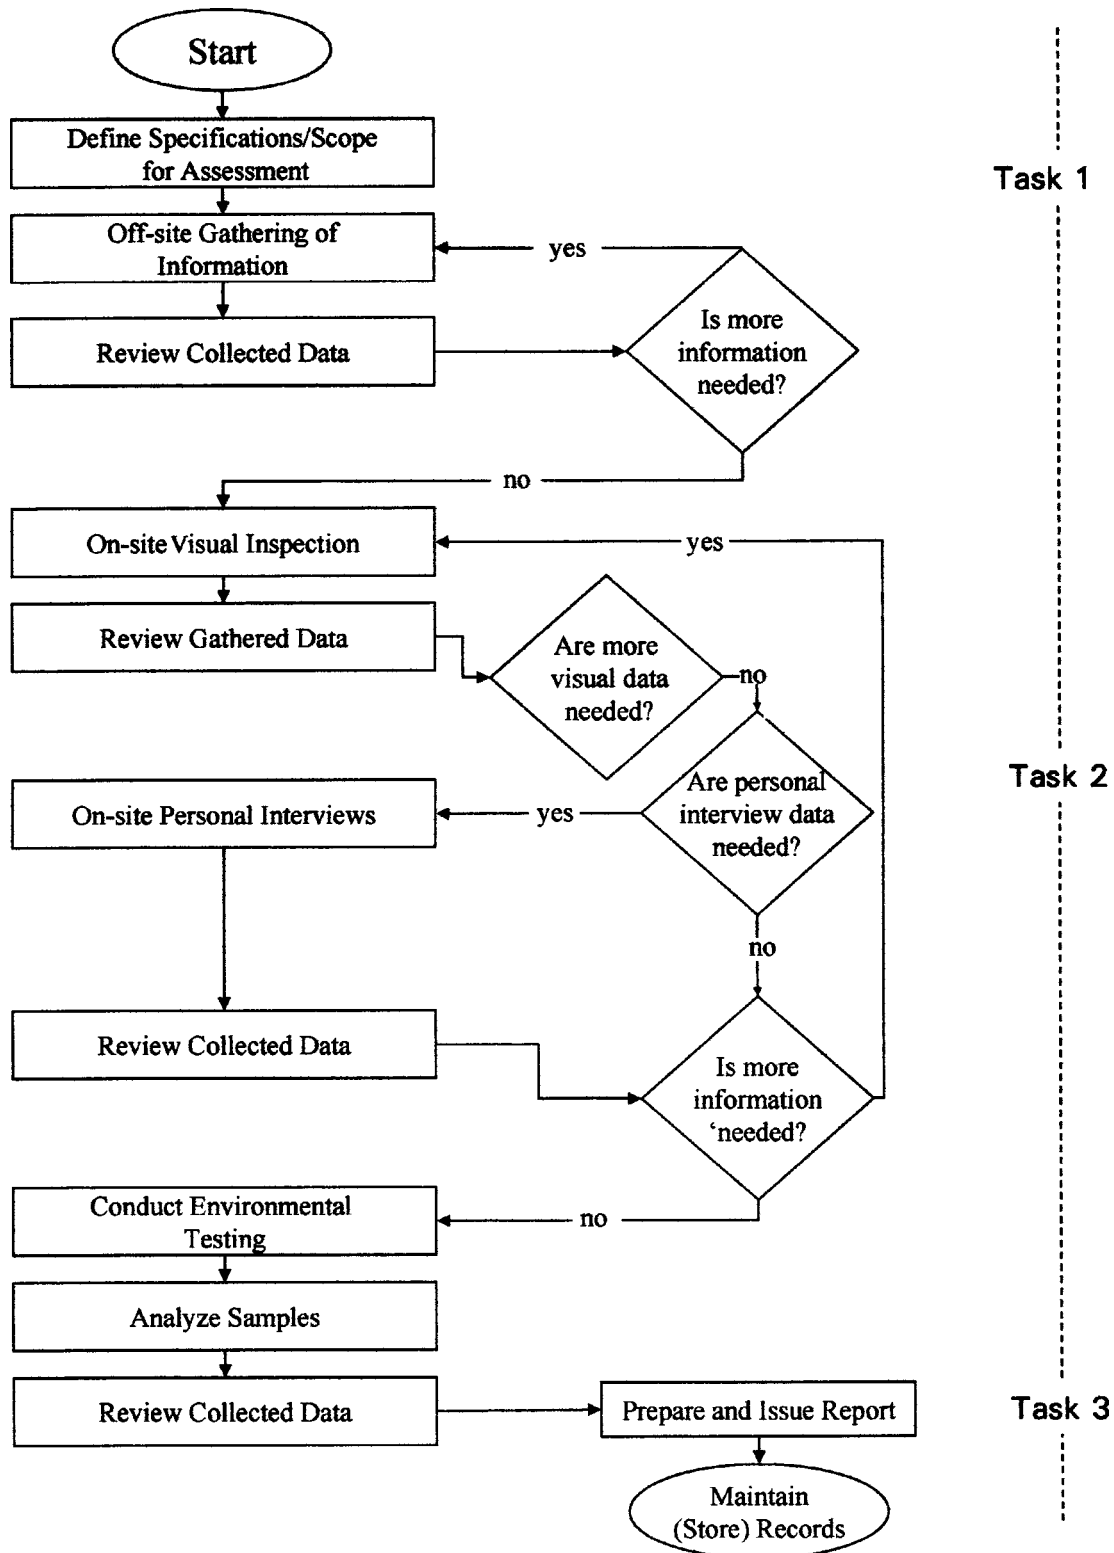 Start
Define Specifications/Scope
for Assessment
Task 1
Off-site Gathering of
Information
yes
Is more
information
needed?
Review Collected Data
no
On-site Visual Inspection
yes
Review Gathered Data
Are more
visual data
needed?
no
Are personal
interview data
needed?
Task 2
On-site Personal Interviews
yes
no
Review Collected Data
Is more
information
‘needed?
Conduct Environmental
Testing
no
Analyze Samples
Review Collected Data
Prepare and Issue Report
Task 3
Maintain
(Store) Records